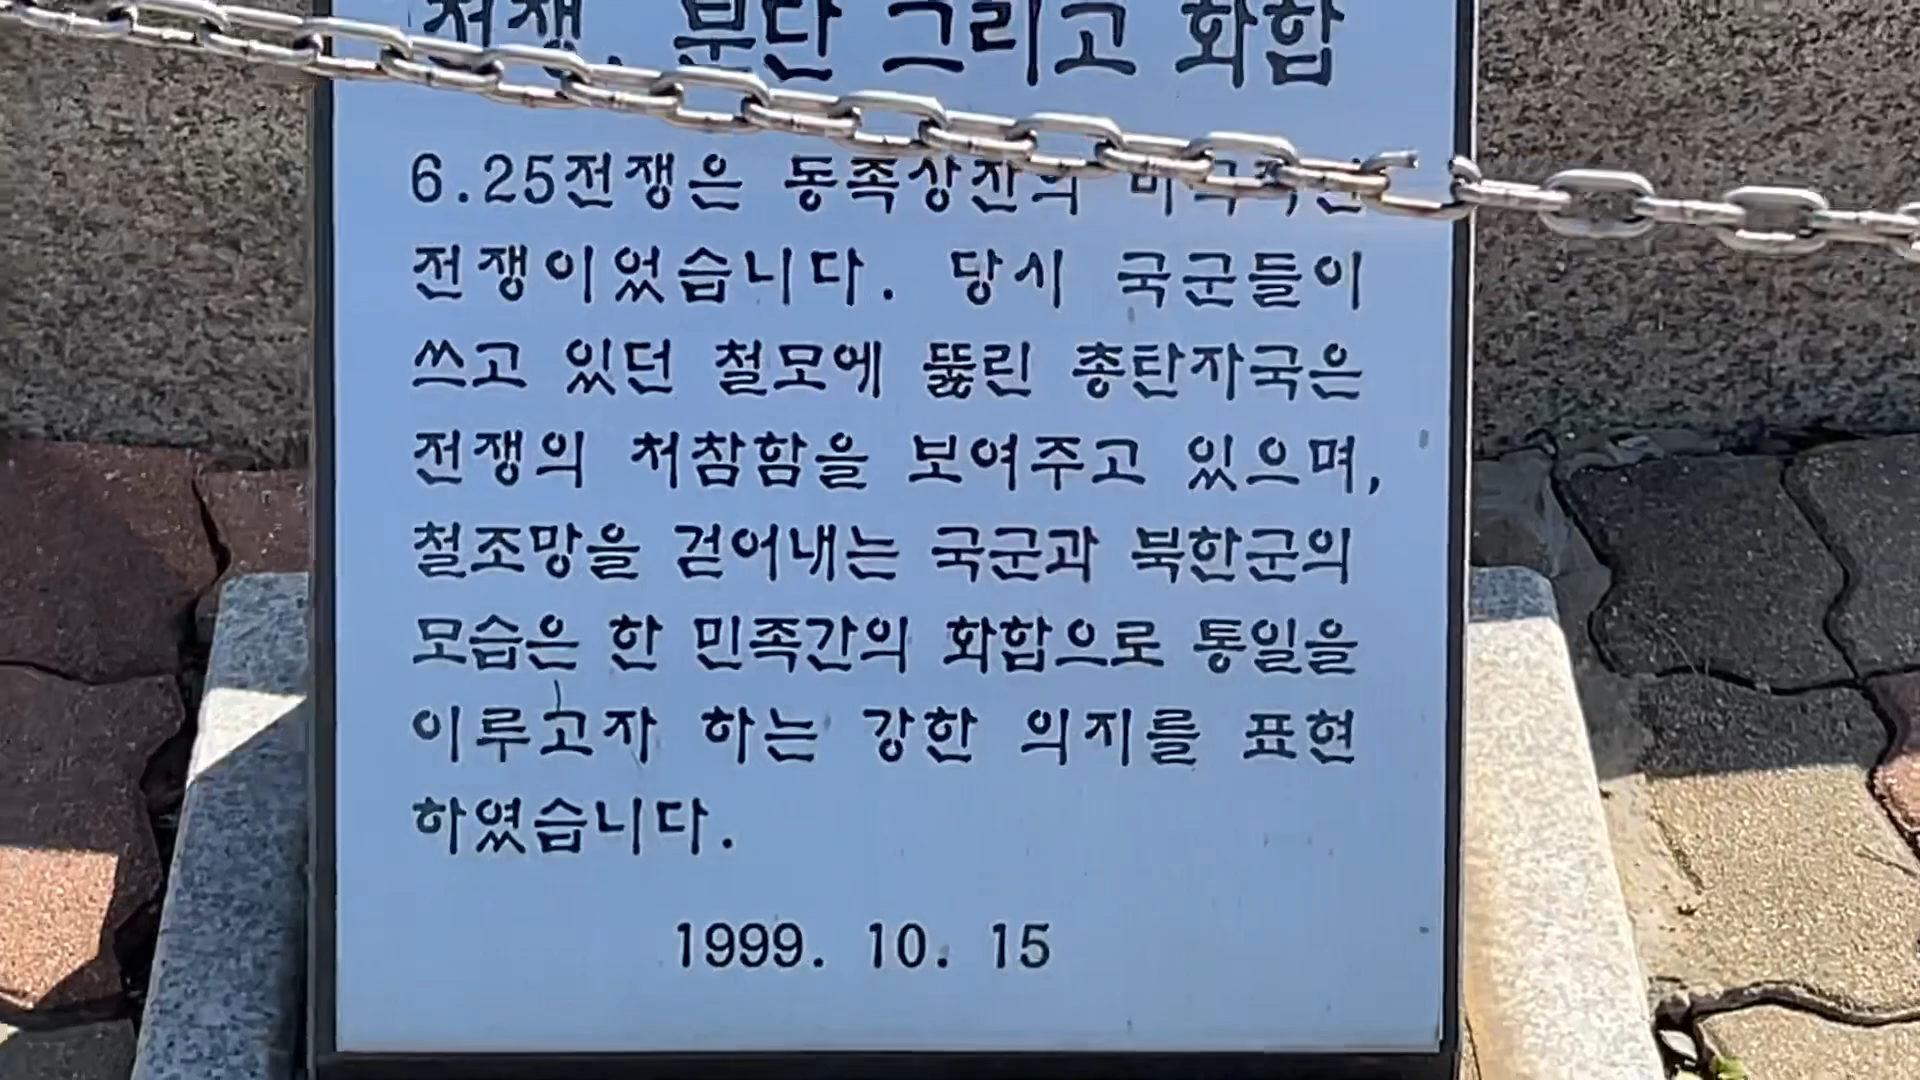 전쟁, 분단 그리고 화합
6.25전쟁은 동족상잔의 비극적인
전쟁이었습니다. 당시 국군들이
쓰고 있던 철모에 뚫린 총탄자국은
전쟁의 처참함을 보여주고 있으며,
철조망을 걷어내는 국군과 북한군의
모습은 한 민족간의 화합으로 통일을
이루고자 하는 강한 의지를 표현
하였습니다.
1999. 10. 15